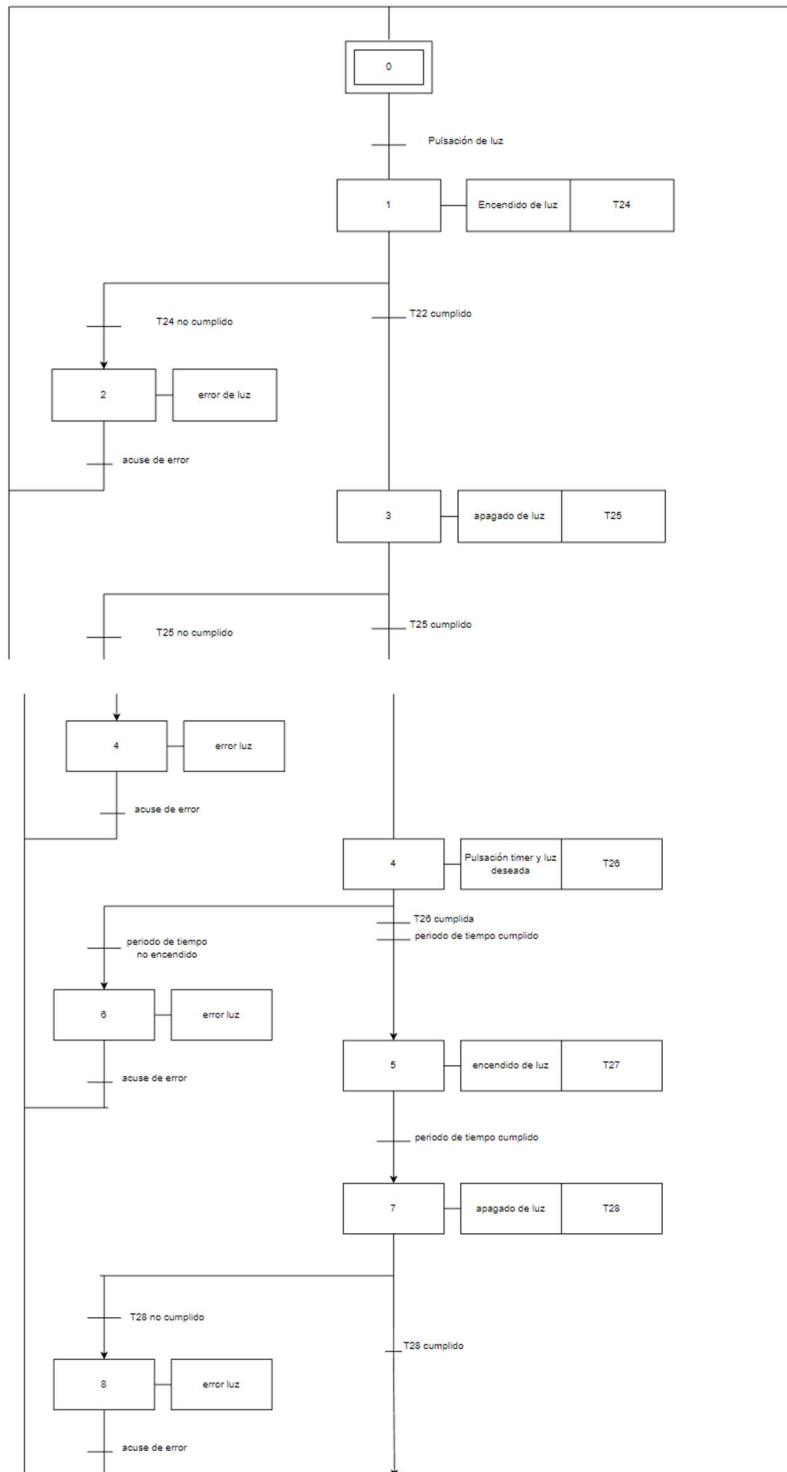 0
Pulsación de luz
1
Encendido de luz
T24
T24 no cumplido
T22 cumplido
2
error de luz
acuse de error
3
apagado de luz
T25
T25 no cumplido
T25 cumplido
4
error luz
acuse de error
4
Pulsación timer y luz
deseada
T26
T26 cumplida
periodo de tiempo
no encendido
periodo de tiempo cumplido
6
error luz
5
encendido de luz
T27
acuse de error
periodo de tiempo cumplido
7
apagado de luz
T28
T28 no cumplido
T28 cumplido
8
error luz
acuse de error